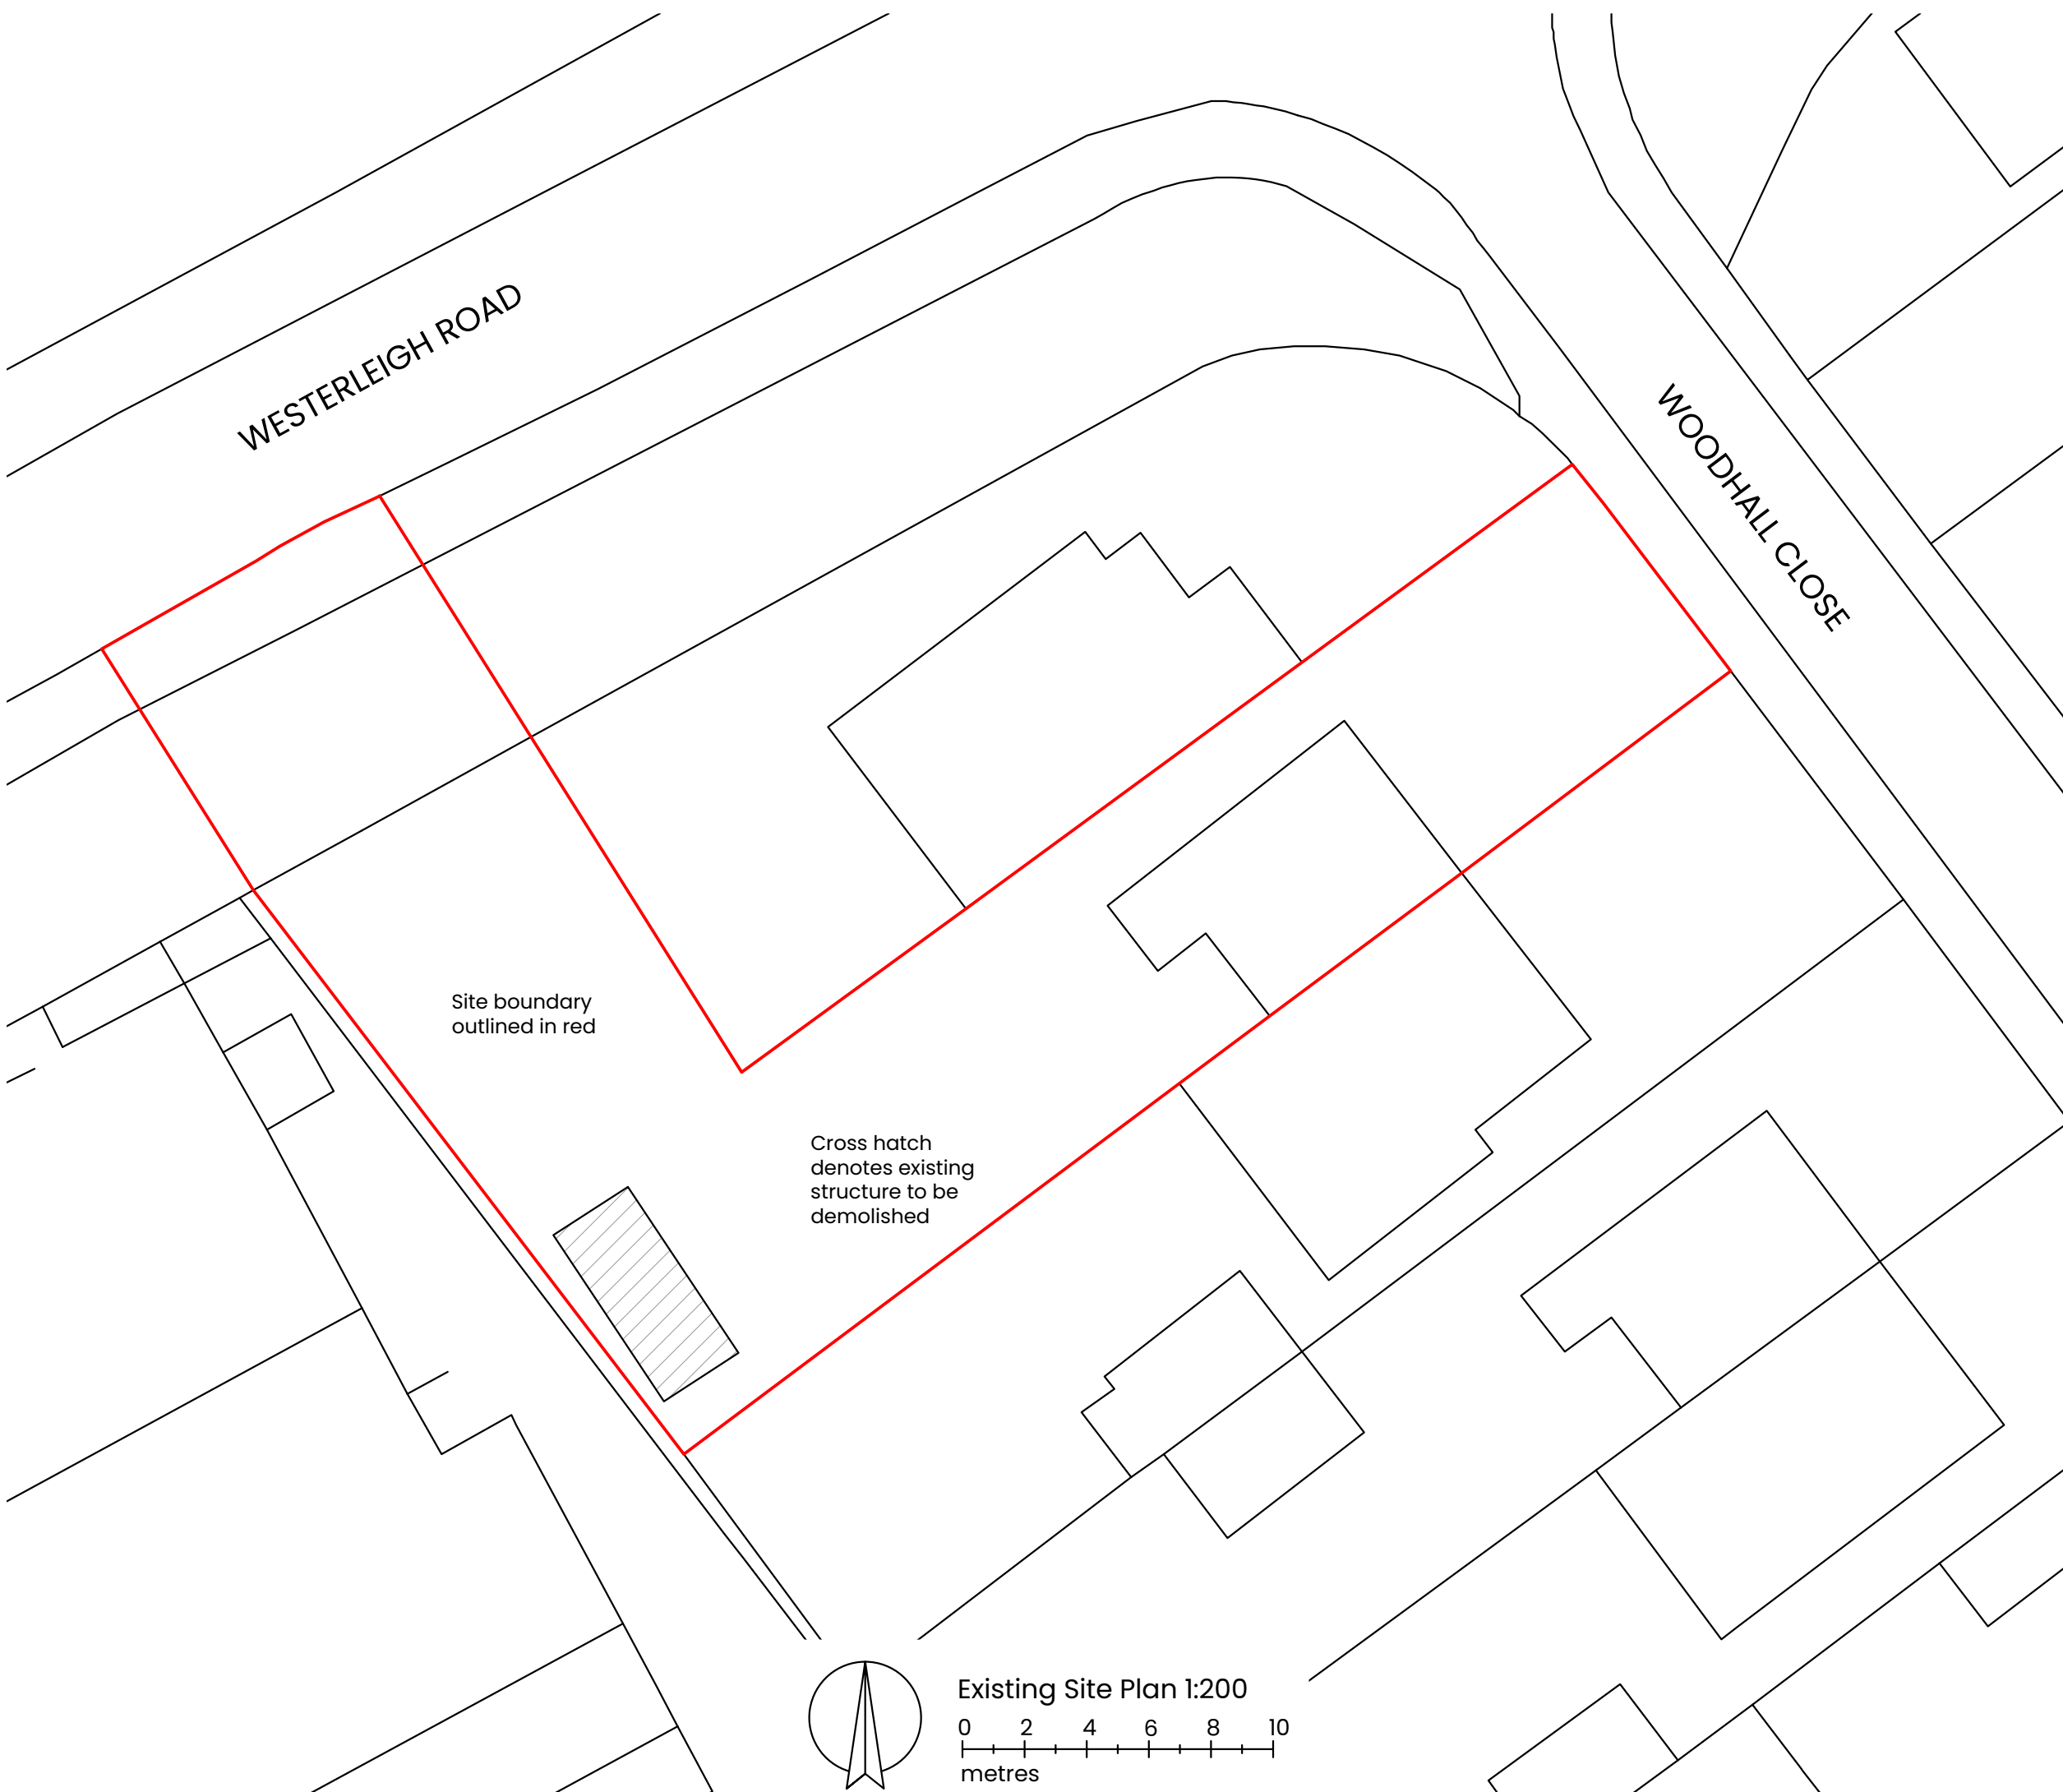 WESTERLEIGH ROAD
WOODHALL CLOSE
Site boundary
outlined in red
Cross hatch
denotes existing
structure to be
demolished
Existing Site Plan 1:200
0 2 4 6 8 10
metres